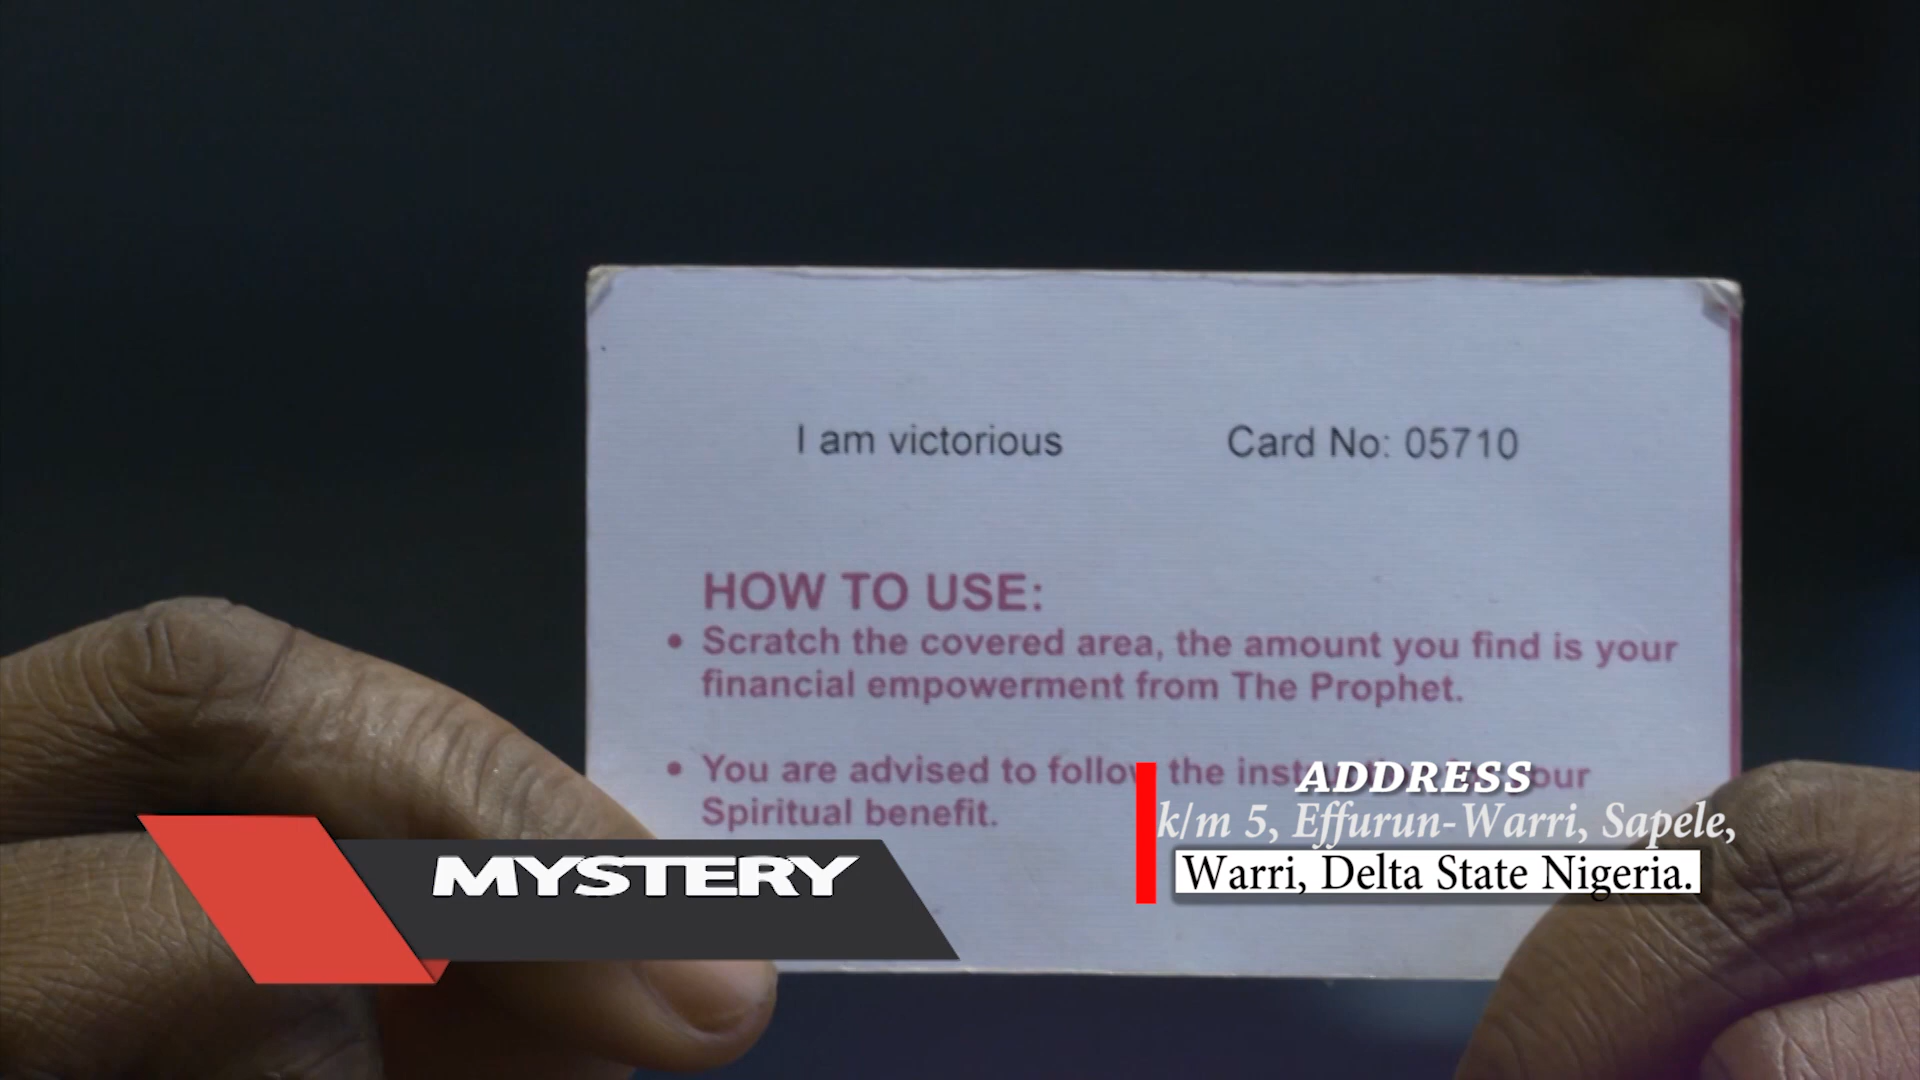 I am victorious Card No: 05710
HOW TO USE:
• Scratch the covered area, the amount you find is your
financial empowerment from The Prophet.
• You are advised to follow the
Spiritual benefit.
ADDRESS
k/m 5, Effurun-Warri, Sapele,
Warri, Delta State Nigeria.
MYSTERY